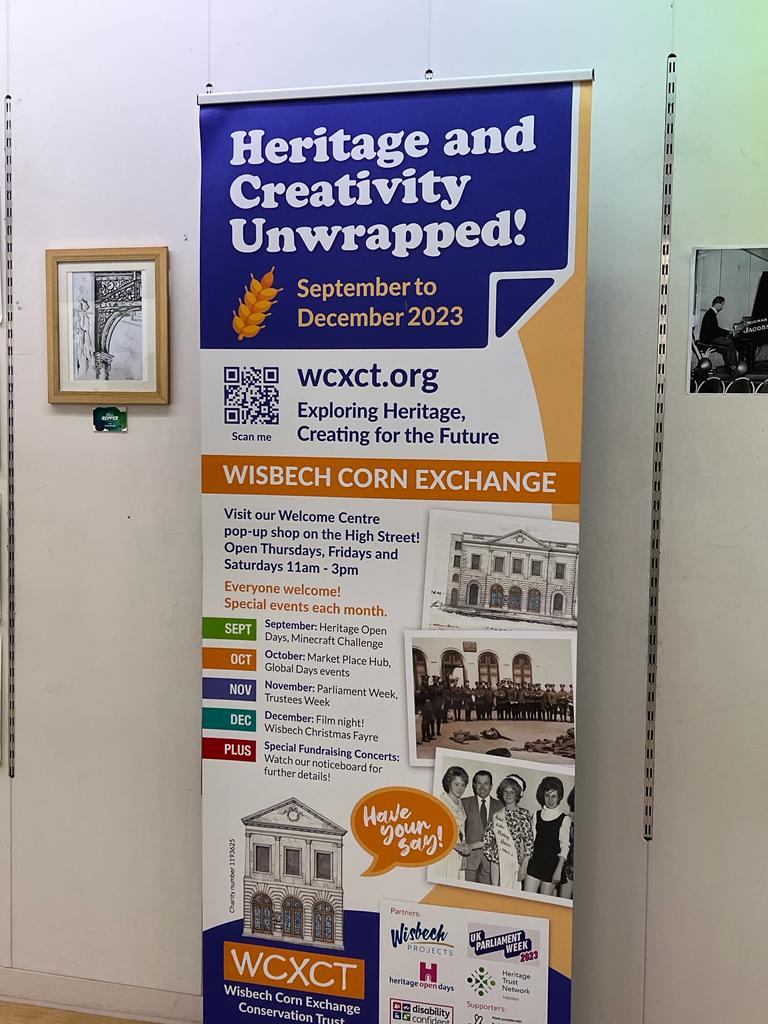 Heritage and
Creativity
Unwrapped!
September to
December 2023
wcxct.org
Scan me
Exploring Heritage,
Creating for the Future
WISBECH CORN EXCHANGE
Visit our Welcome Centre
pop-up shop on the High Street!
Open Thursdays, Fridays and
Saturdays 11am - 3pm
Everyone welcome!
Special events each month.
SEPT
September: Heritage Open
Days, Minecraft Challenge
OCT
October: Market Place Hub,
Global Days events
NOV
November: Parliament Week,
Trustees Week
DEC
December: Film night!
Wisbech Christmas Fayre
PLUS
Special Fundraising Concerts:
Watch our noticeboard for
further details!
Have
your
say!
Charity number 1193625
WCXCT
Wisbech Corn Exchange
Conservation Trust
Partners:
Wisbech
PROJECTS
UK
PARLIAMENT
WEEK
2023
heritage open days
Heritage
Trust
Network
Member
disability
confident
Supporters:
JACOBS